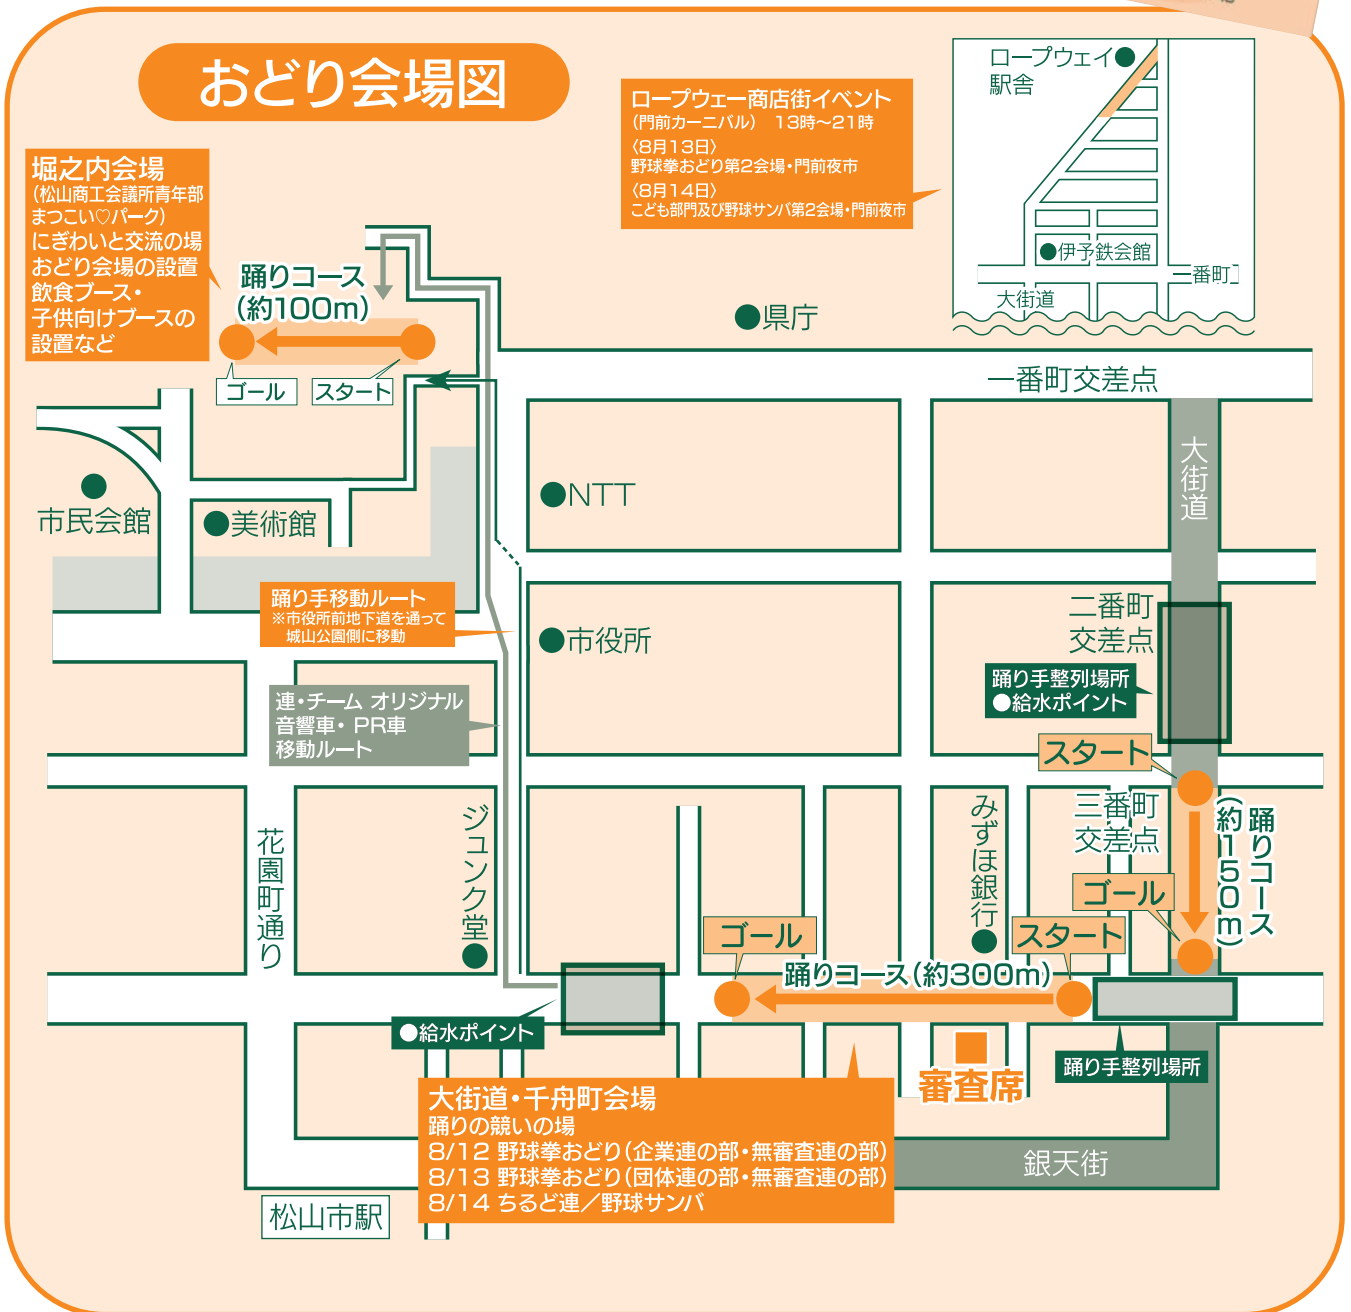 おどり会場図
ロープウェー商店街イベント
(門前カーニバル) 13時〜21時
〈8月13日〉
野球拳おどり第2会場・門前夜市
〈8月14日〉
こども部門及び野球サンバ第2会場・門前夜市
ロープウェイ
駅舎
伊予鉄会館
一番町
大街道
堀之内会場
(松山商工会議所青年部
まつこい♡パーク)
にぎわいと交流の場
おどり会場の設置
飲食ブース・
子供向けブースの
設置など
踊りコース
(約100m)
ゴール
スタート
県庁
一番町交差点
大街道
NTT
市民会館
美術館
踊り手移動ルート
※市役所前地下道を通って
城山公園側に移動
市役所
二番町
交差点
踊り手整列場所
●給水ポイント
連・チーム オリジナル
音響車・PR車
移動ルート
スタート
三番町
交差点
踊りコース
(約150m)
ゴール
花園町通り
ジュンク堂
みずほ銀行
ゴール
スタート
踊りコース(約300m)
●給水ポイント
審査席
踊り手整列場所
大街道・千舟町会場
踊りの競いの場
8/12 野球拳おどり(企業連の部・無審査連の部)
8/13 野球拳おどり(団体連の部・無審査連の部)
8/14 ちるど連／野球サンバ
銀天街
松山市駅